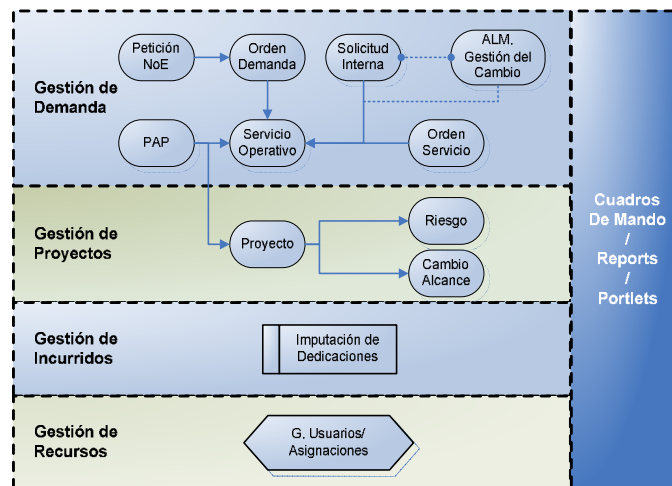 Gestión de
Demanda
Petición
NoE
Orden
Demanda
Solicitud
Interna
ALM.
Gestión del
Cambio
PAP
Servicio
Operativo
Orden
Servicio
Gestión de
Proyectos
Proyecto
Riesgo
Cambio
Alcance
Gestión de
Incurridos
Imputación de
Dedicaciones
Gestión de
Recursos
G. Usuarios/
Asignaciones
Cuadros
De Mando
/
Reports
/
Portlets